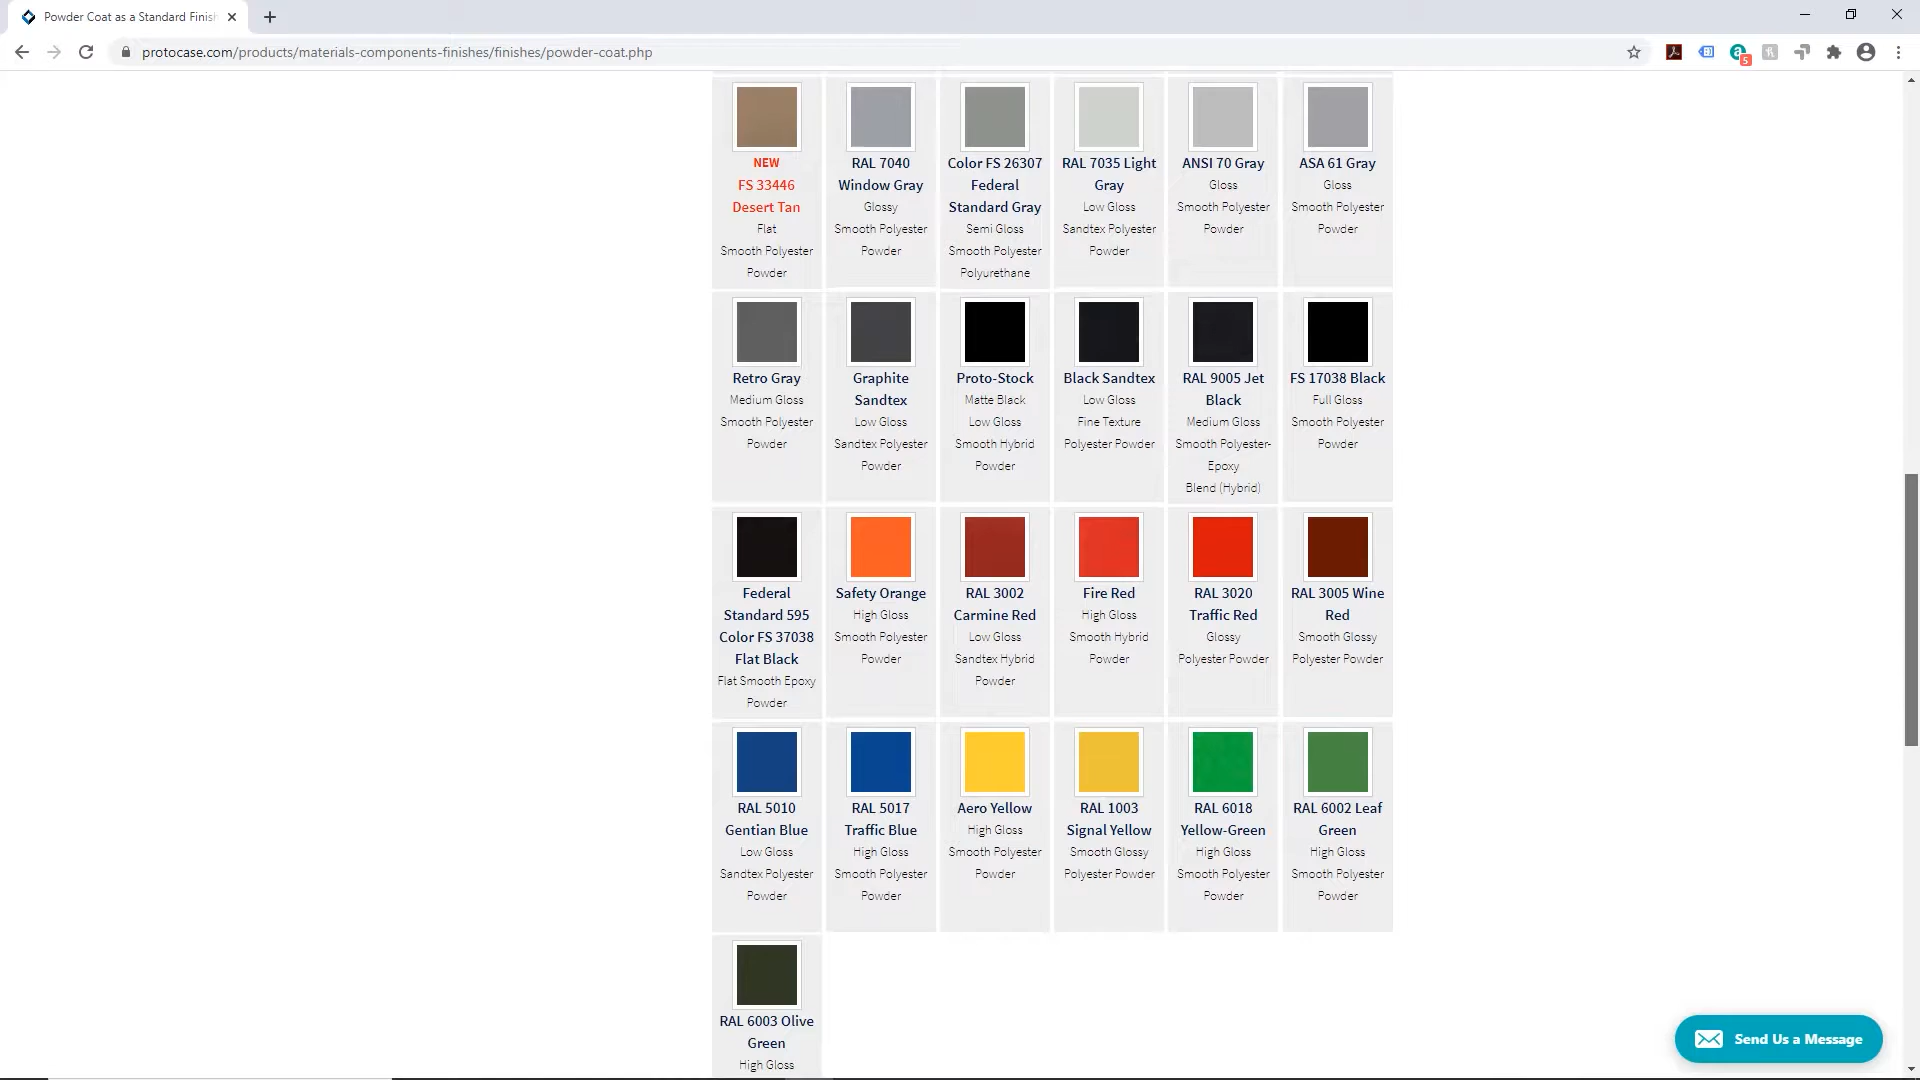 Powder Coat as a Standard Finish
protocase.com/products/materials-components-finishes/finishes/powder-coat.php
5
NEW
FS 33446
Desert Tan
Flat
Smooth Polyester
Powder
RAL 7040
Window Gray
Glossy
Smooth Polyester
Powder
Color FS 26307
Federal
Standard Gray
Semi Gloss
Smooth Polyester
Polyurethane
RAL 7035 Light
Gray
Low Gloss
Sandtex Polyester
Powder
ANSI 70 Gray
Gloss
Smooth Polyester
Powder
ASA 61 Gray
Gloss
Smooth Polyester
Powder
Retro Gray
Medium Gloss
Smooth Polyester
Powder
Graphite
Sandtex
Low Gloss
Sandtex Polyester
Powder
Proto-Stock
Matte Black
Low Gloss
Smooth Hybrid
Powder
Black Sandtex
Low Gloss
Fine Texture
Polyester Powder
RAL 9005 Jet
Black
Medium Gloss
Smooth Polyester-
Epoxy
Blend (Hybrid)
FS 17038 Black
Full Gloss
Smooth Polyester
Powder
Federal
Standard 595
Color FS 37038
Flat Black
Flat Smooth Epoxy
Powder
Safety Orange
High Gloss
Smooth Polyester
Powder
RAL 3002
Carmine Red
Low Gloss
Sandtex Hybrid
Powder
Fire Red
High Gloss
Smooth Hybrid
Powder
RAL 3020
Traffic Red
Glossy
Polyester Powder
RAL 3005 Wine
Red
Smooth Glossy
Polyester Powder
RAL 5010
Gentian Blue
Low Gloss
Sandtex Polyester
Powder
RAL 5017
Traffic Blue
High Gloss
Smooth Polyester
Powder
Aero Yellow
High Gloss
Smooth Polyester
Powder
RAL 1003
Signal Yellow
Smooth Glossy
Polyester Powder
RAL 6018
Yellow-Green
High Gloss
Smooth Polyester
Powder
RAL 6002 Leaf
Green
High Gloss
Smooth Polyester
Powder
RAL 6003 Olive
Green
High Gloss
Send Us a Message